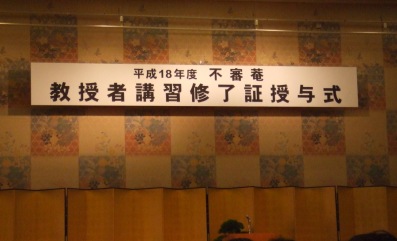 平成18年度 不審菴
教授者講習修了証授与式